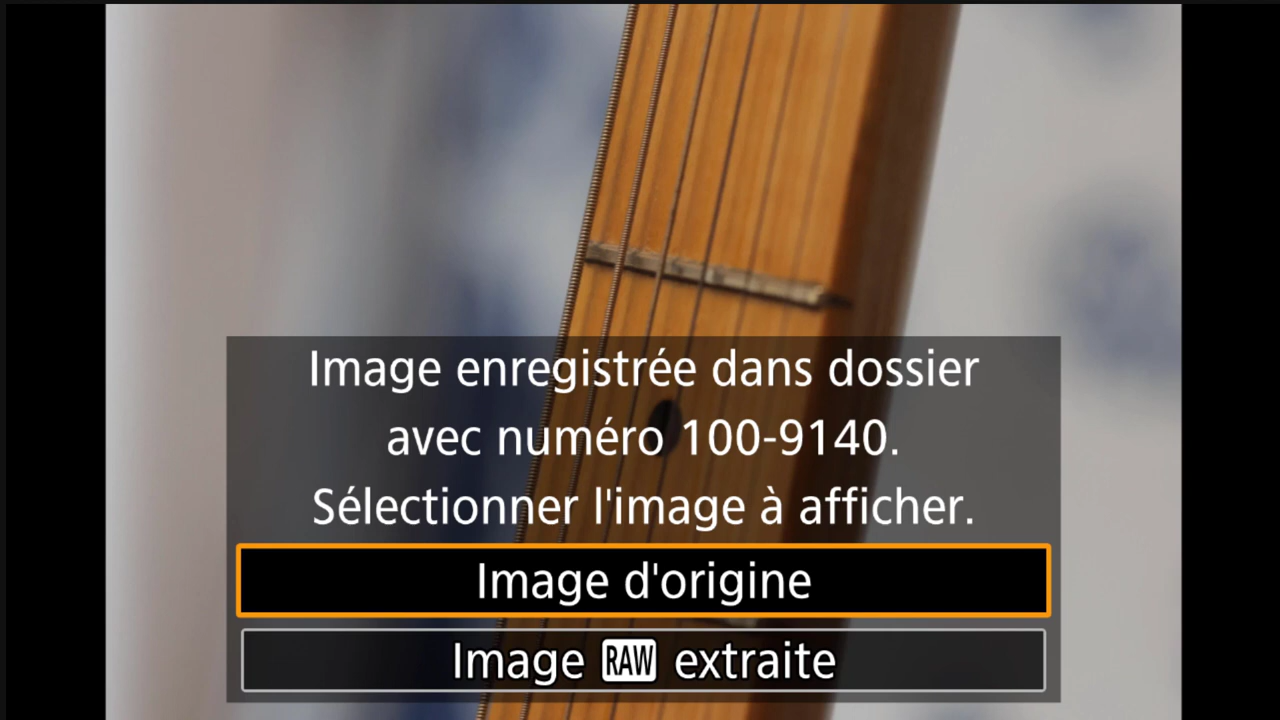 Image enregistrée dans dossier
avec numéro 100-9140.
Sélectionner l'image à afficher.
Image d'origine
Image RAW extraite